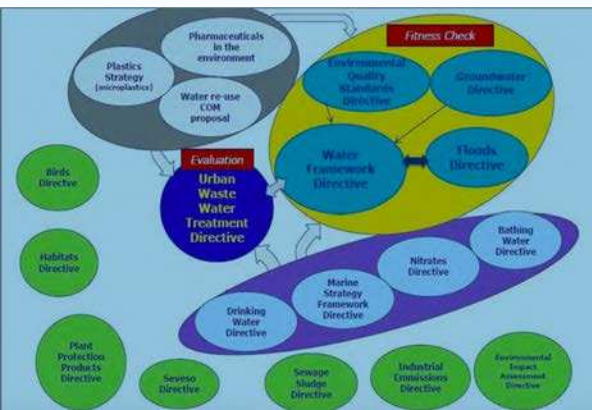 Pharmaceuticals
in the
environment
Plastics
Strategy
(microplastics)
Water re-use
COM
proposal
Fitness Check
Environmental
Quality
Standards
Directive
Groundwater
Directive
Water
Framework
Directive
Floods
Directive
Evaluation
Urban
Waste
Water
Treatment
Directive
Birds
Directive
Habitats
Directive
Bathing
Water
Directive
Nitrates
Directive
Marine
Strategy
Framework
Directive
Drinking
Water
Directive
Plant
Protection
Products
Directive
Seveso
Directive
Sewage
Sludge
Directive
Industrial
Emmissions
Directive
Environmental
Impact
Assessment
Directive